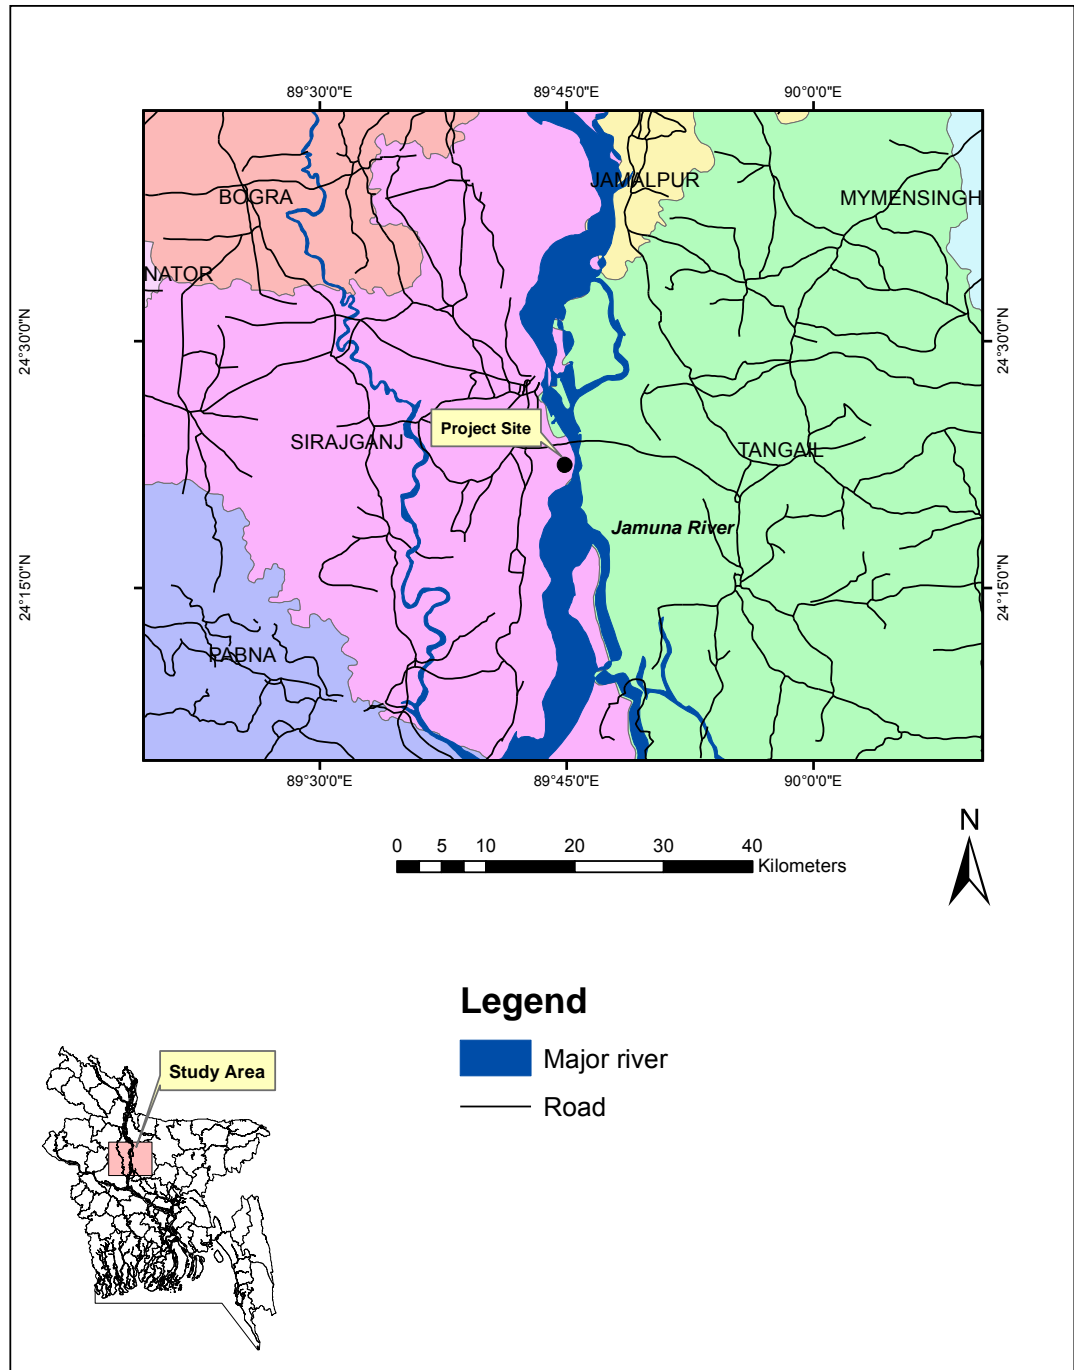 89°30'0"E
89°45'0"E
90°0'0"E
JAMALPUR
BOGRA
MYMENSINGH
NATOR
24°30'0"N
24°30'0"N
Project Site
SIRAJGANJ
TANGAIL
Jamuna River
24°15'0"N
24°15'0"N
PABNA
89°30'0"E
89°45'0"E
90°0'0"E
N
0 5 10 20 30 40
Kilometers
Legend
Major river
Road
Study Area